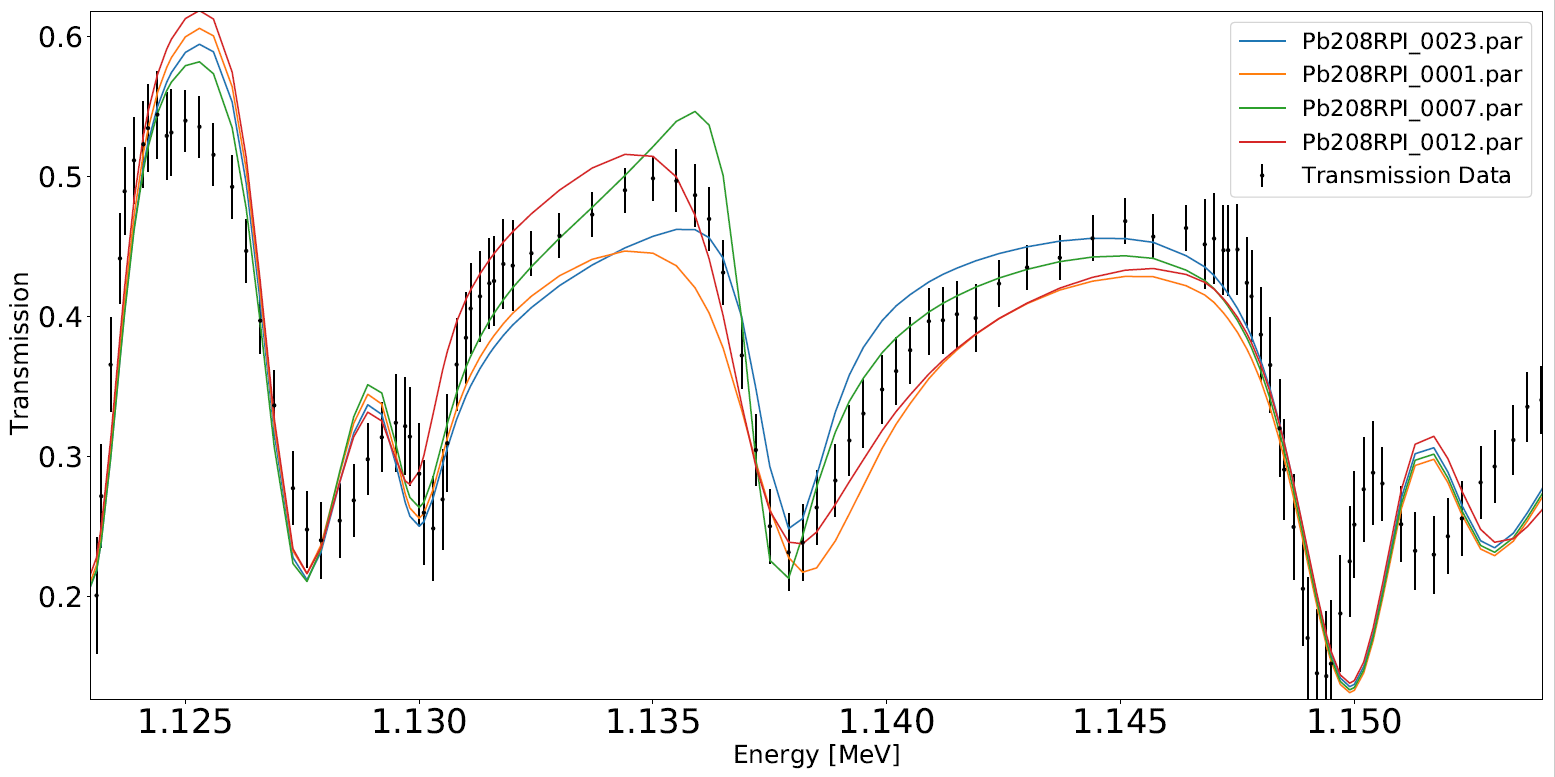 0.6
0.5
0.4
0.3
0.2
Transmission
Pb208RPI_0023.par
Pb208RPI_0001.par
Pb208RPI_0007.par
Pb208RPI_0012.par
Transmission Data
1.125 1.130 1.135 1.140 1.145 1.150
Energy [MeV]